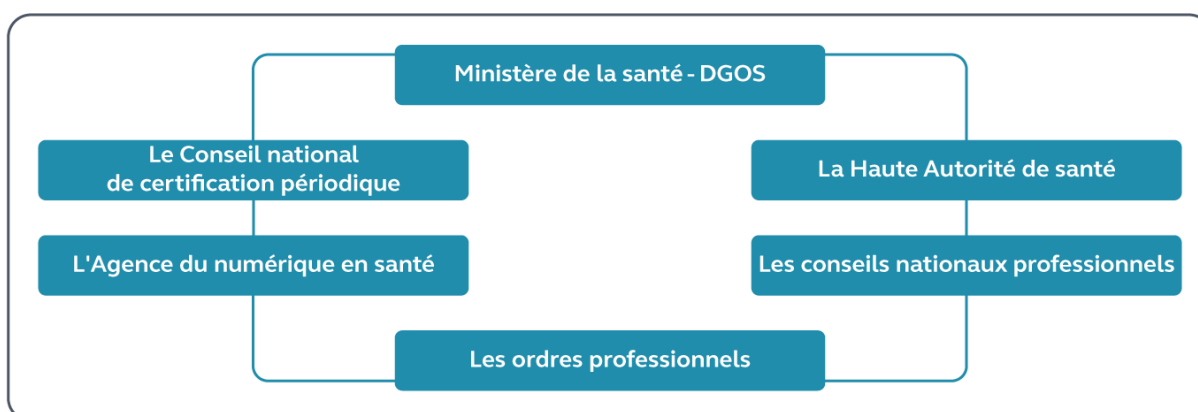 Ministère de la santé - DGOS
Le Conseil national
de certification périodique
La Haute Autorité de santé
L'Agence du numérique en santé
Les conseils nationaux professionnels
Les ordres professionnels